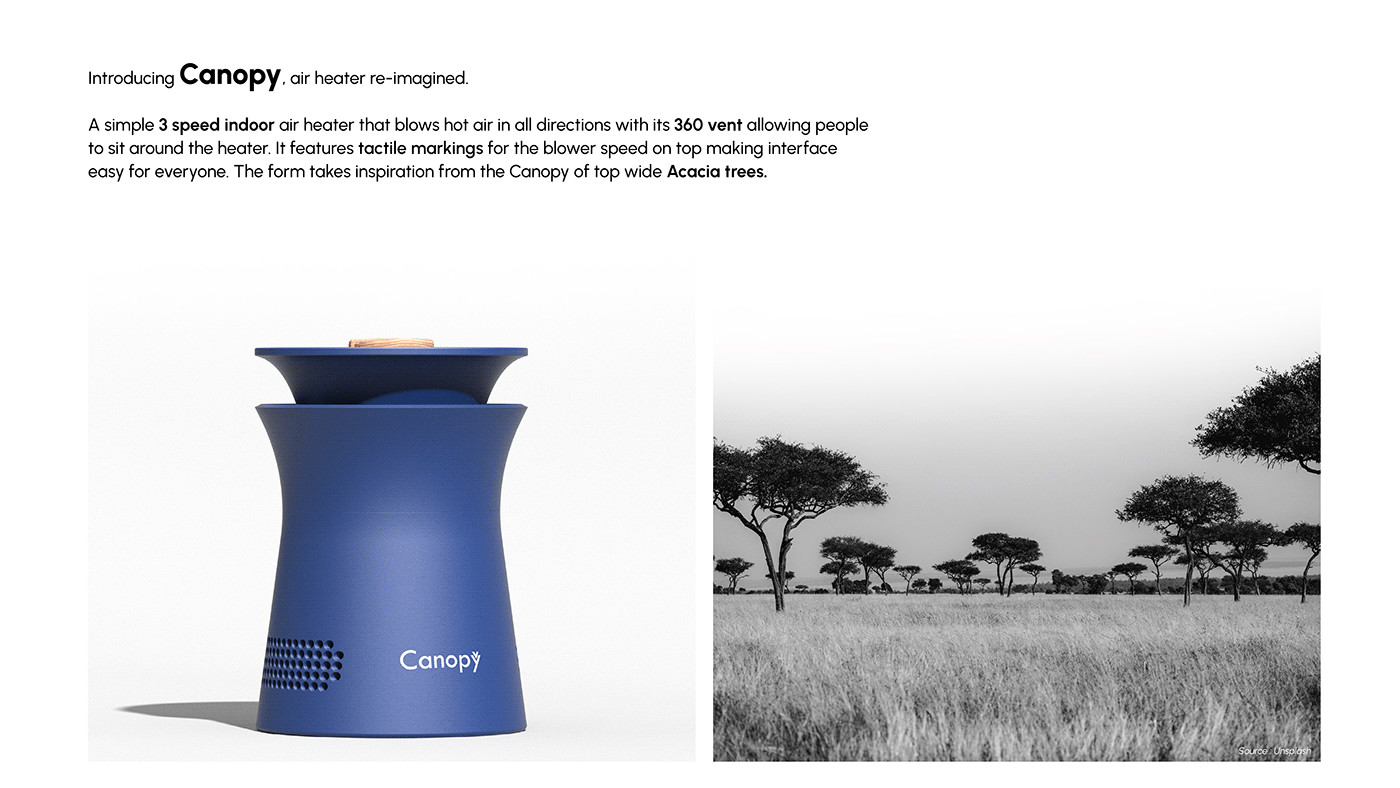 Introducing Canopy, air heater re-imagined.
A simple 3 speed indoor air heater that blows hot air in all directions with its 360 vent allowing people
to sit around the heater. It features tactile markings for the blower speed on top making interface
easy for everyone. The form takes inspiration from the Canopy of top wide Acacia trees.
Canopy
Source : Unsplash